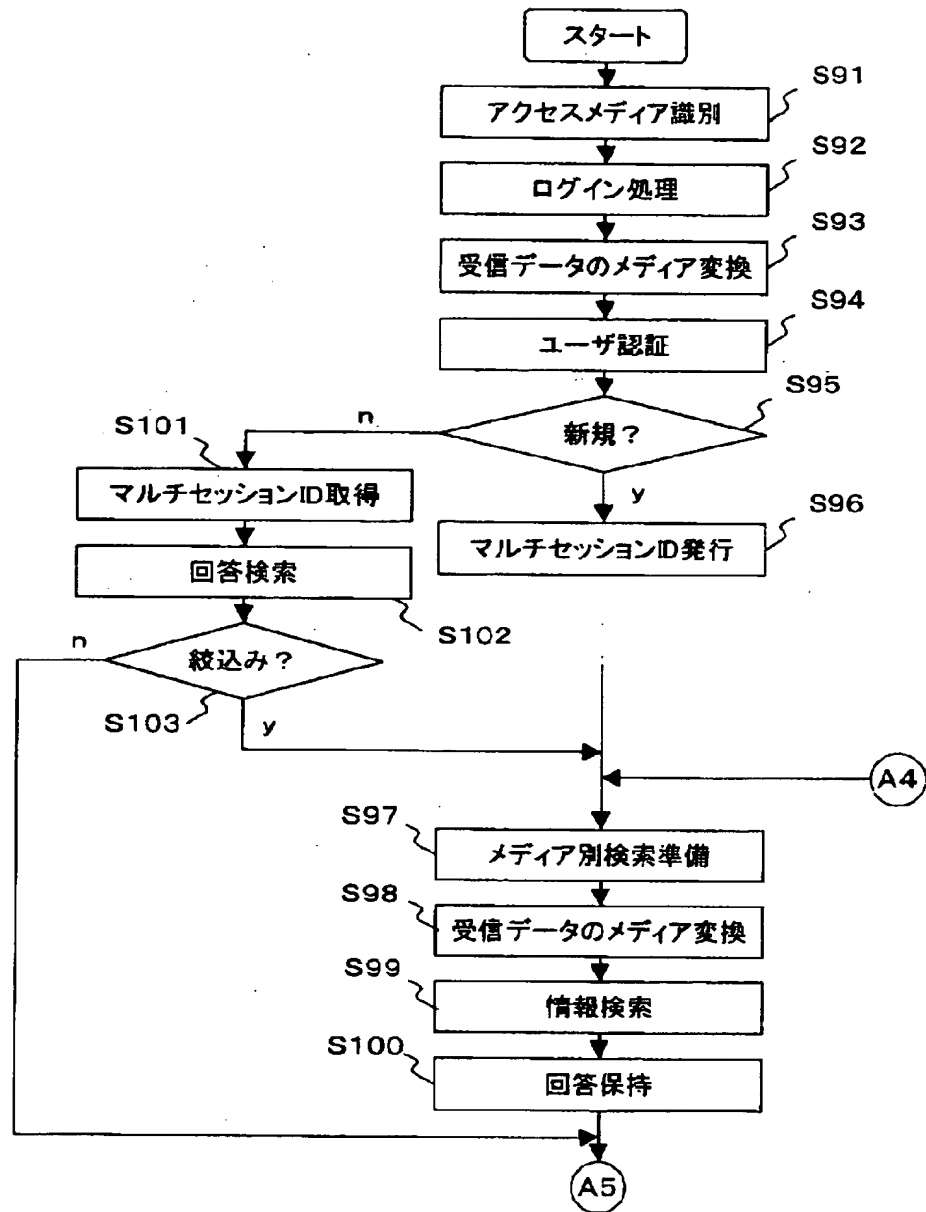 スタート
S91
アクセスメディア識別
S92
ログイン処理
S93
受信データのメディア変換
S94
ユーザ認証
S95
新規？
n
y
S101
マルチセッションID取得
S96
マルチセッションID発行
回答検索
S102
絞込み？
n
S103
y
A4
S97
メディア別検索準備
S98
受信データのメディア変換
S99
情報検索
S100
回答保持
A5